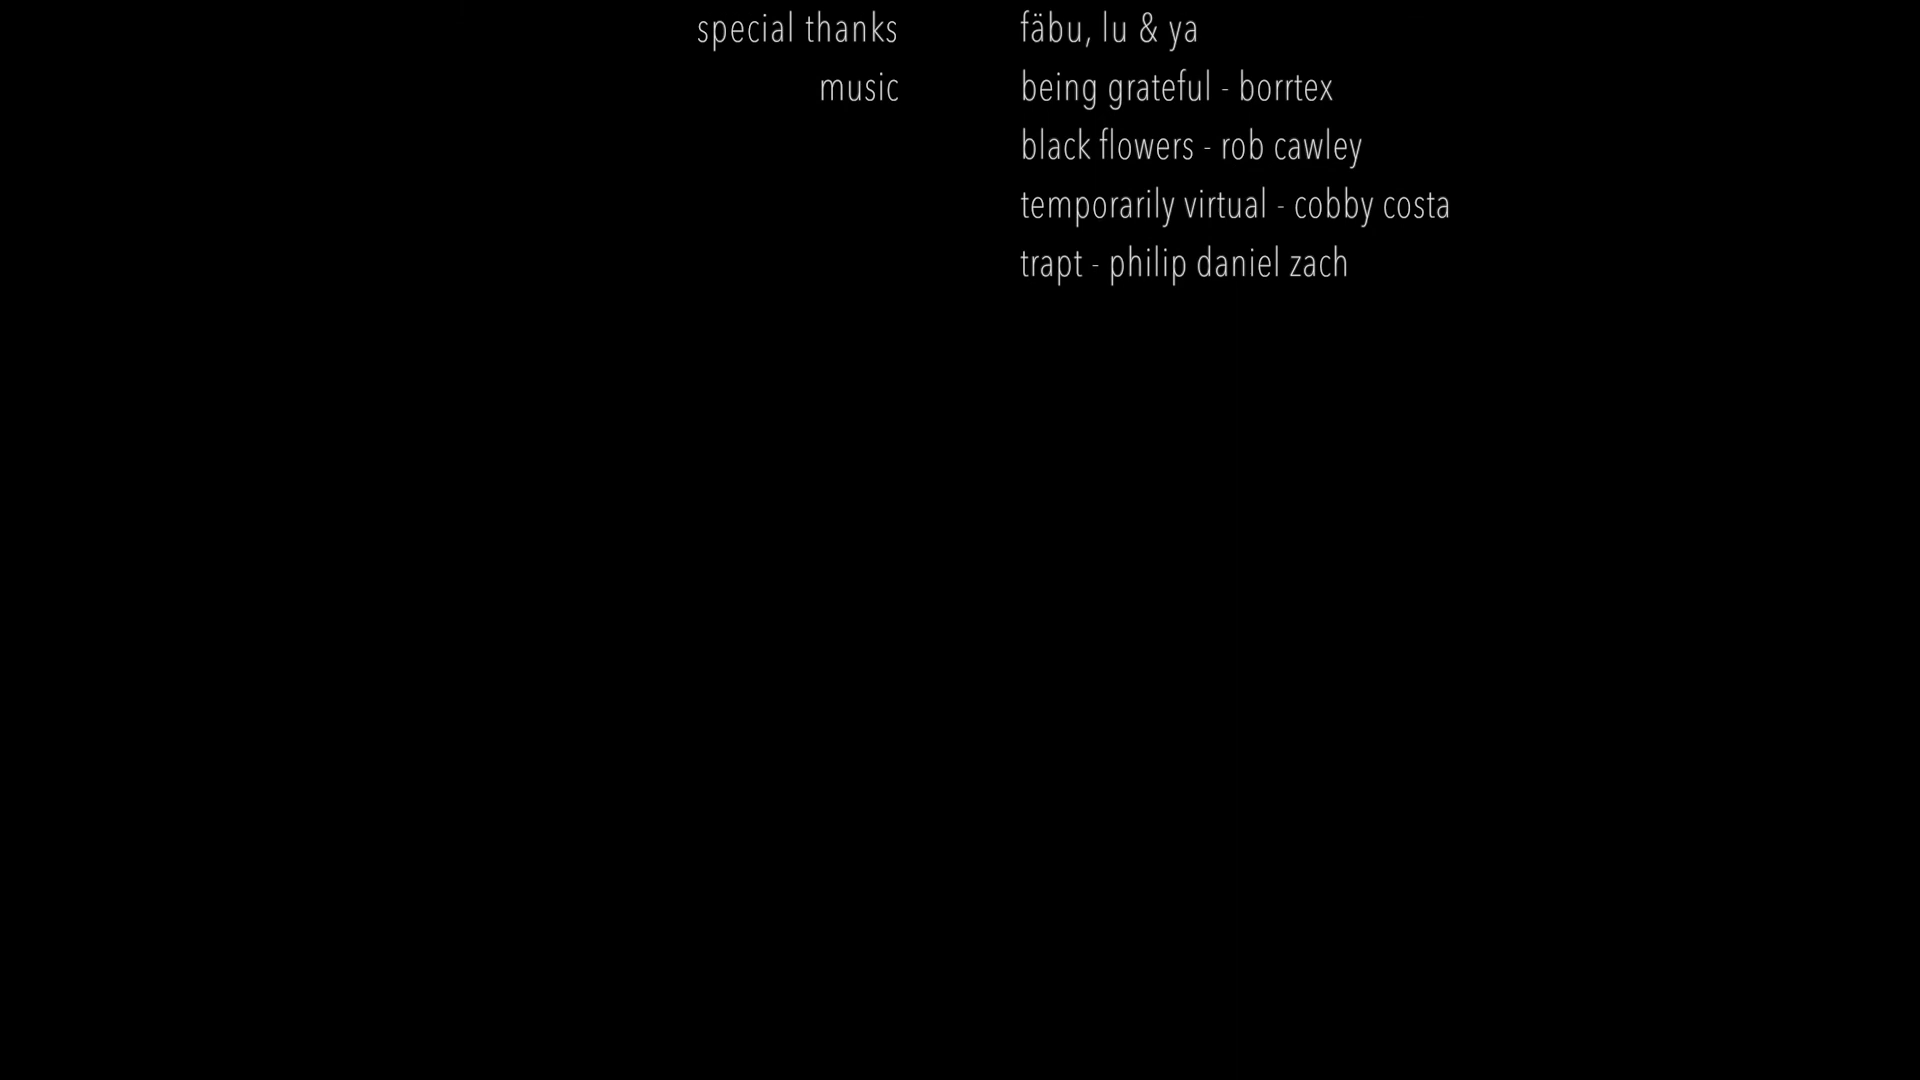 special thanks fäbu, lu & ya
music being grateful - borrtex
black flowers - rob cawley
temporarily virtual - cobby costa
trapt - philip daniel zach